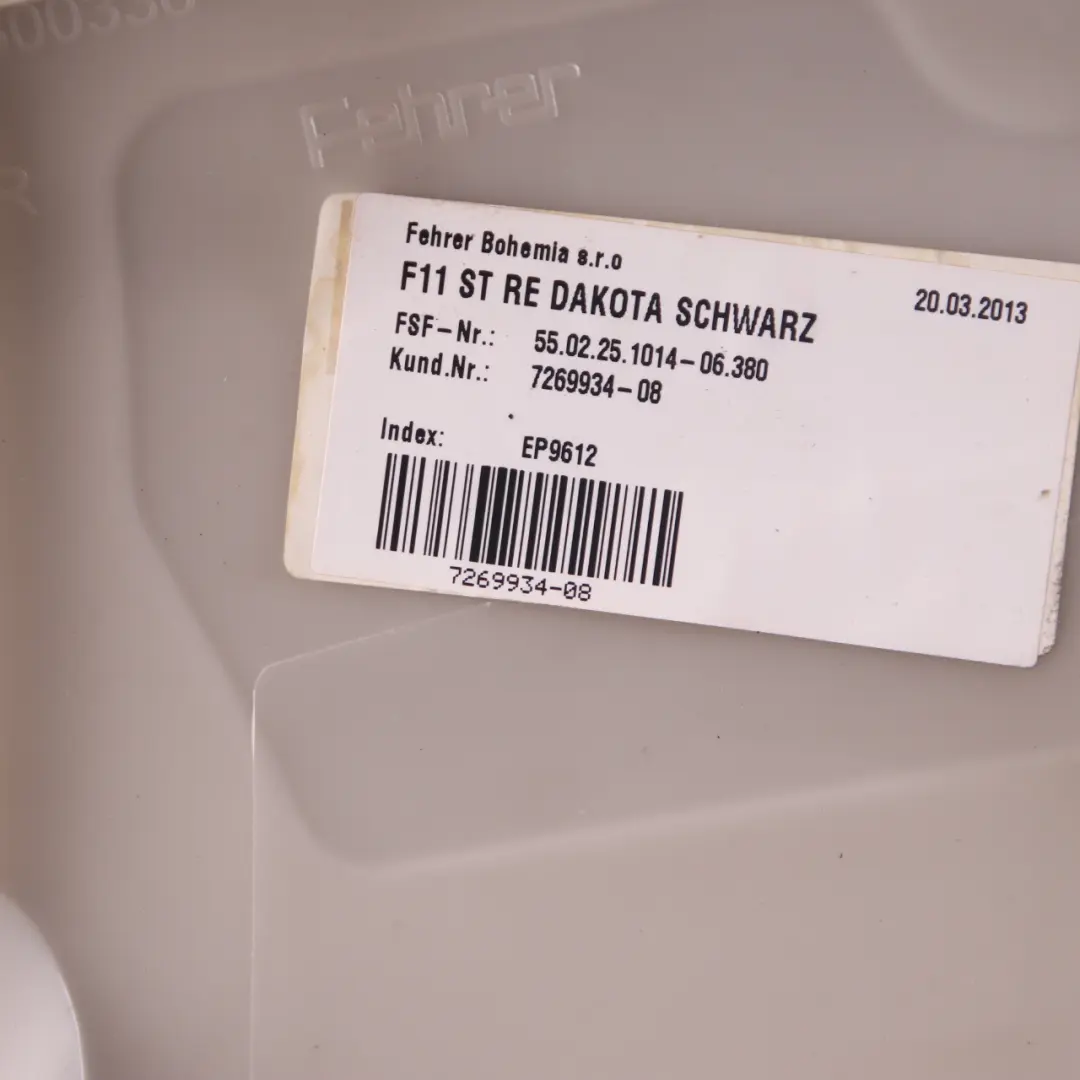 Fehrer
Fehrer Bohemia s.r.o
20.03.2013
F11 ST RE DAKOTA SCHWARZ
FSF-Nr.: 55.02.25.1014-06.380
Kund.Nr.: 7269934-08
Index: EP9612
7269934-08